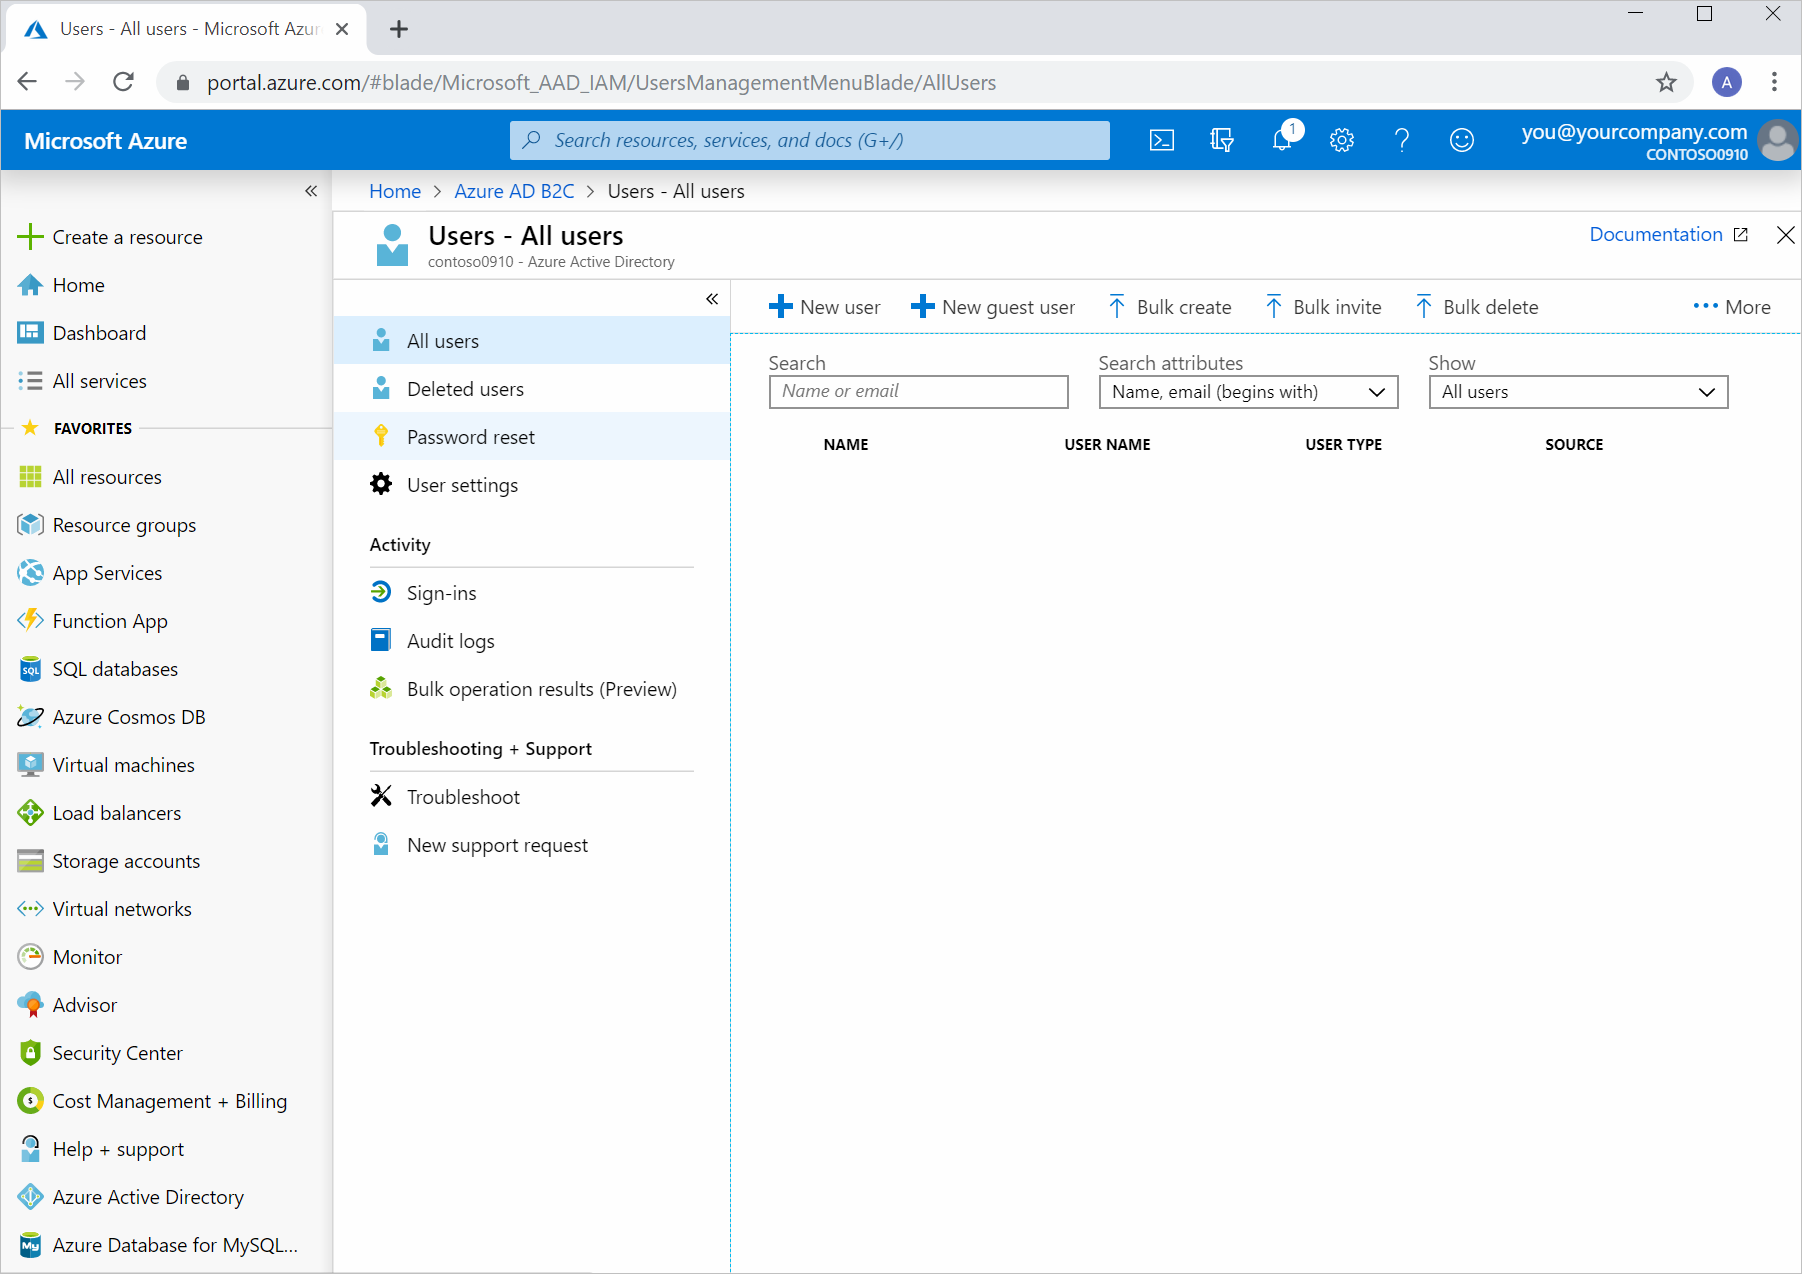 Users - All users - Microsoft Azur
portal.azure.com/#blade/Microsoft_AAD_IAM/UsersManagementMenuBlade/AllUsers
A
Microsoft Azure
Search resources, services, and docs (G+/)
1
you@yourcompany.com
CONTOSO0910
Home > Azure AD B2C > Users - All users
Users - All users
contoso0910 - Azure Active Directory
Documentation
Create a resource
Home
Dashboard
All services
FAVORITES
All resources
Resource groups
App Services
Function App
SQL databases
Azure Cosmos DB
Virtual machines
Load balancers
Storage accounts
Virtual networks
Monitor
Advisor
Security Center
Cost Management + Billing
Help + support
Azure Active Directory
Azure Database for MySQL...
All users
Deleted users
Password reset
User settings
Activity
Sign-ins
Audit logs
Bulk operation results (Preview)
Troubleshooting + Support
Troubleshoot
New support request
New user New guest user Bulk create Bulk invite Bulk delete More
Search Search attributes Show
Name or email Name, email (begins with) All users
NAME USER NAME USER TYPE SOURCE